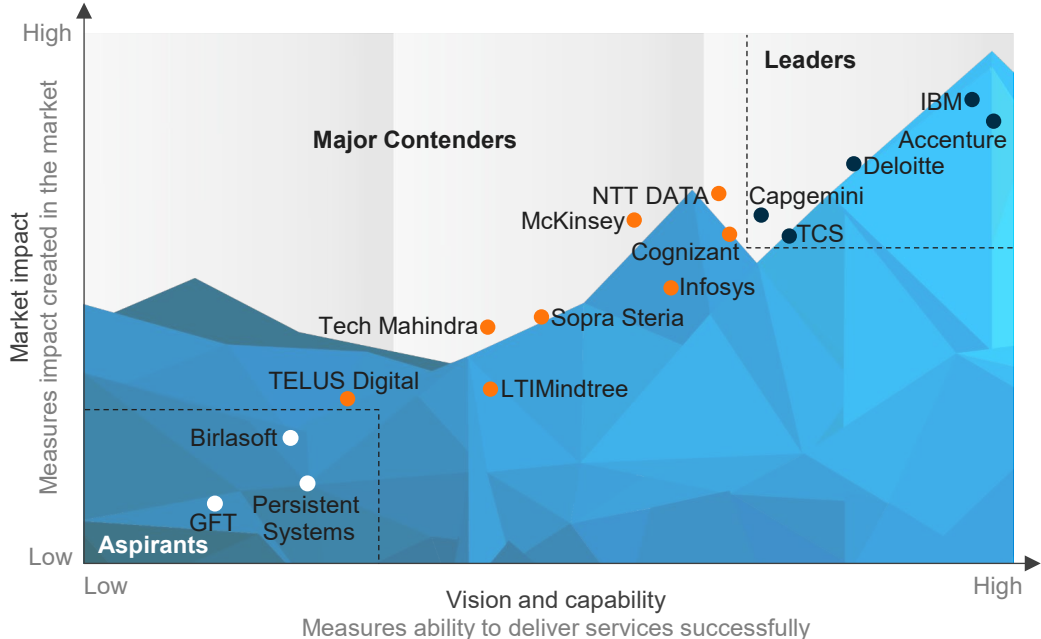 High
Leaders
IBM
Accenture
Major Contenders
Deloitte
NTT DATA
Capgemini
McKinsey
TCS
Cognizant
Infosys
Sopra Steria
Tech Mahindra
TELUS Digital
LTIMindtree
Birlasoft
Persistent
Systems
GFT
Aspirants
Low
Market impact
Measures impact created in the market
Low
High
Vision and capability
Measures ability to deliver services successfully